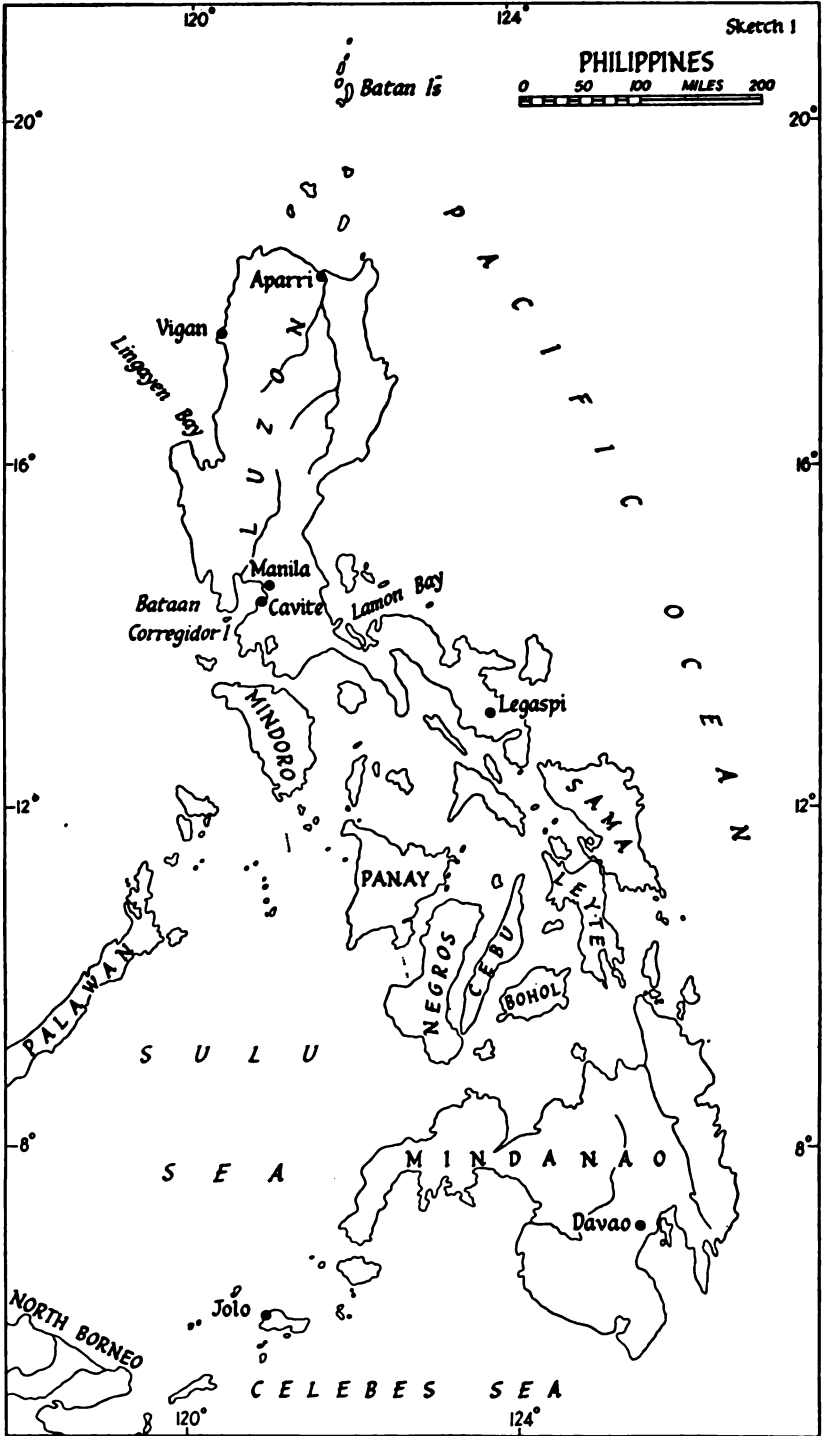 120°
124°
Sketch 1
PHILIPPINES
0 50 100 MILES 200
Batan Is
20°
20°
PACIFIC OCEAN
Aparri
Vigan
Lingayen Bay
LUZON
16°
16°
Manila
Cavite
Bataan
Corregidor I
Lamon Bay
Legaspi
MINDORO
12°
12°
SAMA
PANAY
LEYTE
NEGROS
CEBU
BOHOL
PALAWAN
SULU
SEA
8°
8°
MINDANAO
Davao
Jolo
NORTH BORNEO
CELEBES SEA
120°
124°